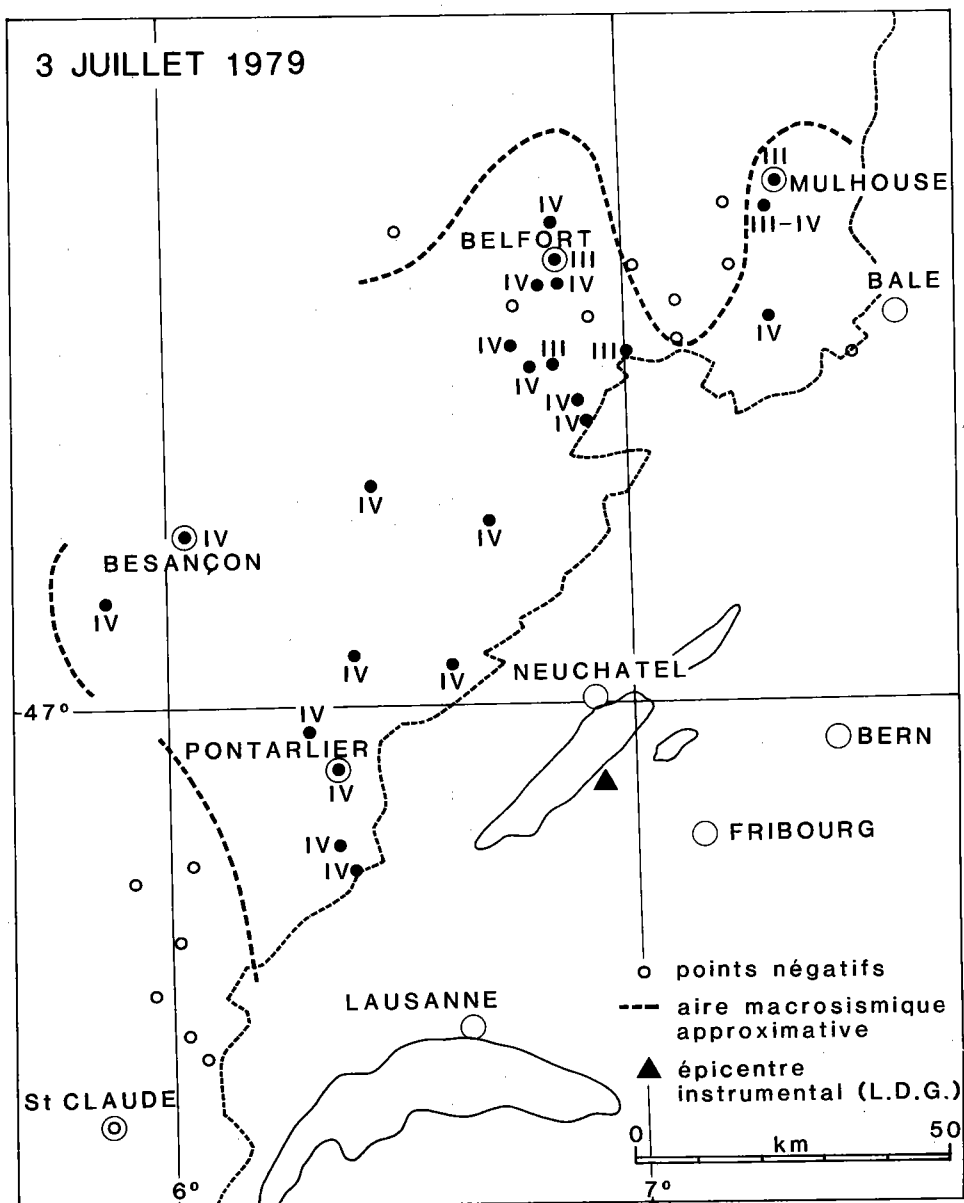 3 JUILLET 1979
III
MULHOUSE
III-IV
IV
BELFORT
III
IV
IV
BALE
IV
IV
III
III
IV
IV
IV
IV
IV
IV
BESANÇON
IV
IV
IV
NEUCHATEL
47°
IV
PONTARLIER
IV
BERN
FRIBOURG
IV
IV
points négatifs
LAUSANNE
aire macrosismique
approximative
épicentre
instrumental (L.D.G.)
St CLAUDE
0 50
km
6° 7°